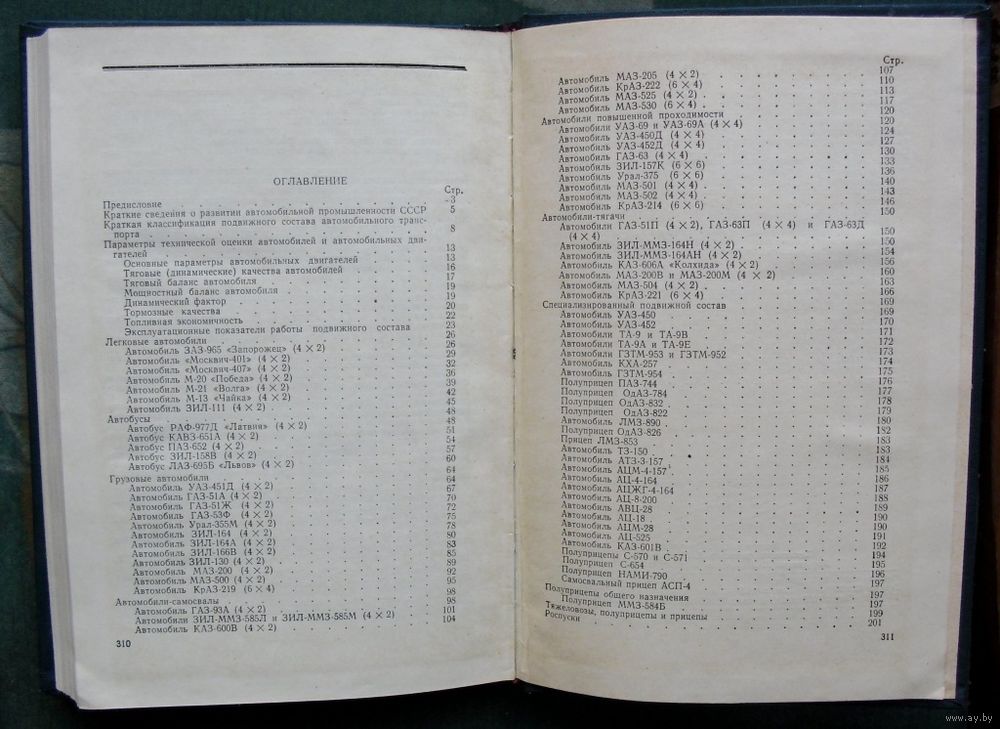 ОГЛАВЛЕНИЕ
Стр.
Предисловие 3
Краткие сведения о развитии автомобильной промышленности СССР 5
Краткая классификация подвижного состава автомобильного транс-
порта 8
Параметры технической оценки автомобилей и автомобильных дви-
гателей 13
Основные параметры автомобильных двигателей 13
Тяговые (динамические) качества автомобилей 16
Тяговый баланс автомобиля 17
Мощностный баланс автомобиля 19
Динамический фактор 19
Тормозные качества 20
Топливная экономичность 22
Эксплуатационные показатели работы подвижного состава 23
Легковые автомобили 26
Автомобиль ЗАЗ-965 «Запорожец» (4 × 2) 26
Автомобиль «Москвич-401» (4 × 2) 29
Автомобиль «Москвич-407» (4 × 2) 32
Автомобиль М-20 «Победа» (4 × 2) 36
Автомобиль М-21 «Волга» (4 × 2) 39
Автомобиль М-13 «Чайка» (4 × 2) 42
Автомобиль ЗИЛ-111 (4 × 2) 45
Автобусы 48
Автобус РАФ-977Д «Латвия» (4 × 2) 48
Автобус КАВЗ-651А (4 × 2) 51
Автобус ПАЗ-652 (4 × 2) 54
Автобус ЗИЛ-158В (4 × 2) 57
Автобус ЛАЗ-695Б «Львов» (4 × 2) 60
Грузовые автомобили 64
Автомобиль УАЗ-451Д (4 × 2) 64
Автомобиль ГАЗ-51А (4 × 2) 67
Автомобиль ГАЗ-51Ж (4 × 2) 70
Автомобиль ГАЗ-53Ф (4 × 2) 72
Автомобиль Урал-355М (4 × 2) 75
Автомобиль ЗИЛ-164 (4 × 2) 78
Автомобиль ЗИЛ-164А (4 × 2) 80
Автомобиль ЗИЛ-166В (4 × 2) 83
Автомобиль ЗИЛ-130 (4 × 2) 85
Автомобиль МАЗ-200 (4 × 2) 89
Автомобиль МАЗ-500 (4 × 2) 92
Автомобиль КрАЗ-219 (6 × 4) 95
Автомобили-самосвалы 98
Автомобиль ГАЗ-93А (4 × 2) 98
Автомобили ЗИЛ-ММЗ-585Л и ЗИЛ-ММЗ-585М (4 × 2) 101
Автомобиль КАЗ-600В (4 × 2) 104
310
Стр.
Автомобиль МАЗ-205 (4 × 2) 107
Автомобиль КрАЗ-222 (6 × 4) 110
Автомобиль МАЗ-525 (4 × 2) 113
Автомобиль МАЗ-530 (6 × 4) 117
Автомобили повышенной проходимости 120
Автомобили УАЗ-69 и УАЗ-69А (4 × 4) 120
Автомобиль УАЗ-450Д (4 × 4) 124
Автомобиль УАЗ-452Д (4 × 4) 127
Автомобиль ГАЗ-63 (4 × 4) 130
Автомобиль ЗИЛ-157К (6 × 6) 133
Автомобиль Урал-375 (6 × 6) 136
Автомобиль МАЗ-501 (4 × 4) 140
Автомобиль МАЗ-502 (4 × 4) 143
Автомобиль КрАЗ-214 (6 × 6) 146
Автомобили-тягачи 150
Автомобили ГАЗ-51П (4 × 2), ГАЗ-63П (4 × 4) и ГАЗ-63Д
(4 × 4) 150
Автомобиль ЗИЛ-ММЗ-164Н (4 × 2) 150
Автомобиль ЗИЛ-ММЗ-164АН (4 × 2) 154
Автомобиль КАЗ-606А «Колхида» (4 × 2) 156
Автомобили МАЗ-200В и МАЗ-200М (4 × 2) 160
Автомобиль МАЗ-504 (4 × 2) 163
Автомобиль КрАЗ-221 (6 × 4) 166
Специализированный подвижной состав 169
Автомобиль УАЗ-450 169
Автомобиль УАЗ-452 170
Автомобили ТА-9 и ТА-9В 171
Автомобили ТА-9А и ТА-9Е 172
Автомобили ГЗТМ-953 и ГЗТМ-952 173
Автомобиль КХА-257 174
Автомобиль ГЗТМ-954 175
Полуприцеп ПАЗ-744 176
Полуприцеп ОдАЗ-784 177
Полуприцеп ОдАЗ-832 178
Полуприцеп ОдАЗ-822 179
Автомобиль ЛМЗ-890 180
Полуприцеп ОдАЗ-826 182
Прицеп ЛМЗ-853 183
Автомобиль ТЗ-150 183
Автомобиль АТЗ-3-157 184
Автомобиль АЦМ-4-157 185
Автомобиль АЦ-4-164 186
Автомобиль АЦЖГ-4-164 187
Автомобиль АЦ-8-200 188
Автомобиль АВЦ-28 189
Автомобиль АЦ-18 190
Автомобиль АЦМ-28 190
Автомобиль АЦ-525 191
Автомобиль КАЗ-601В 192
Полуприцепы С-570 и С-571 194
Полуприцеп С-654 195
Полуприцеп НАМИ-790 196
Самосвальный прицеп АСП-4 197
Полуприцепы общего назначения 197
Полуприцеп ММЗ-584Б 197
Тяжеловозы, полуприцепы и прицепы 199
Роспуски 201
311
www.ay.by